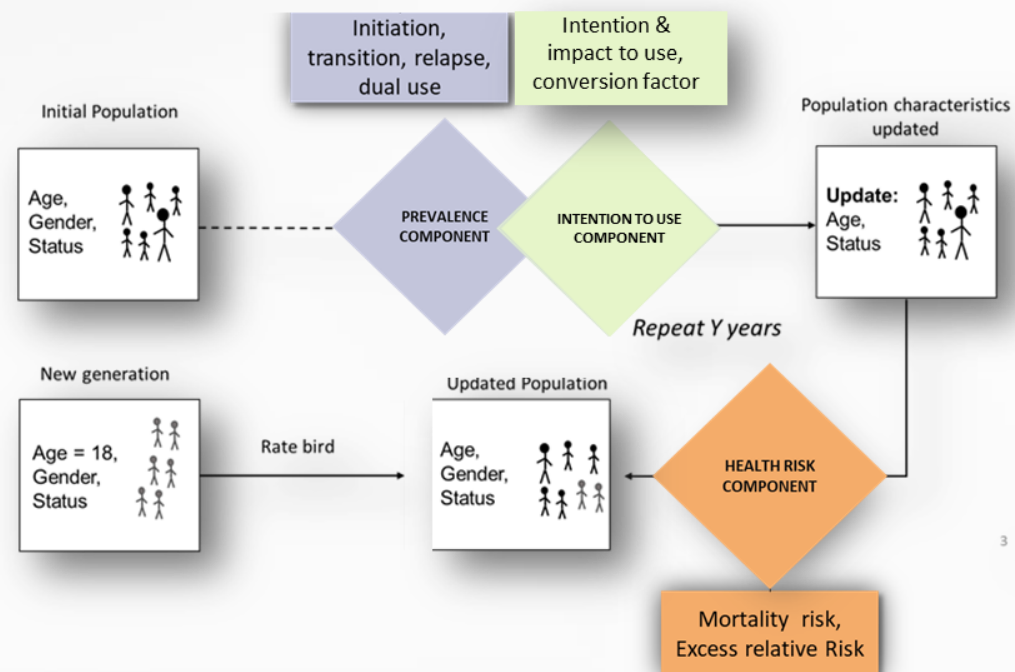 Initiation,
transition, relapse,
dual use
Intention &
impact to use,
conversion factor
Initial Population
Age,
Gender,
Status
PREVALENCE
COMPONENT
INTENTION TO USE
COMPONENT
Population characteristics
updated
Update:
Age,
Status
Repeat Y years
New generation
Age = 18,
Gender,
Status
Rate bird
Updated Population
Age,
Gender,
Status
HEALTH RISK
COMPONENT
3
Mortality risk,
Excess relative Risk